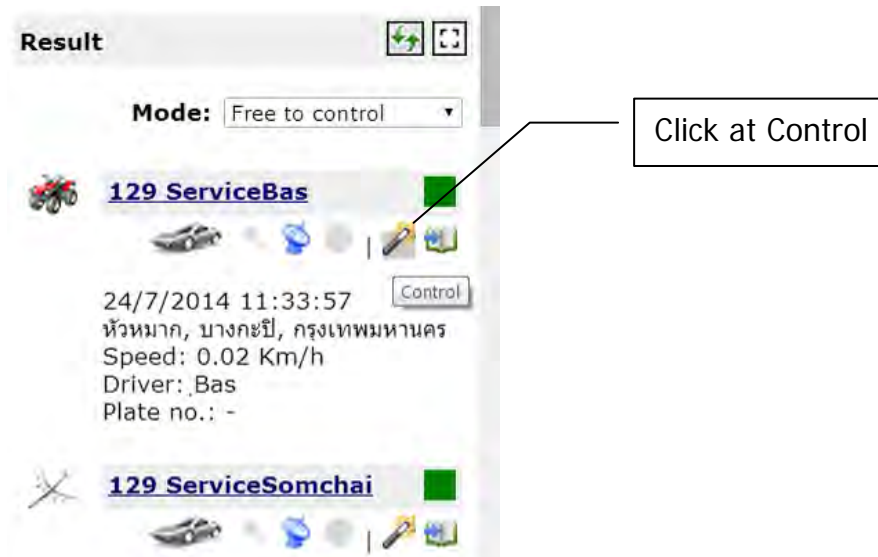 Result
Mode: Free to control
Click at Control
129 ServiceBas
|
Control
24/7/2014 11:33:57
หัวหมาก, บางกะปิ, กรุงเทพมหานคร
Speed: 0.02 Km/h
Driver: Bas
Plate no.: -
129 ServiceSomchai
|